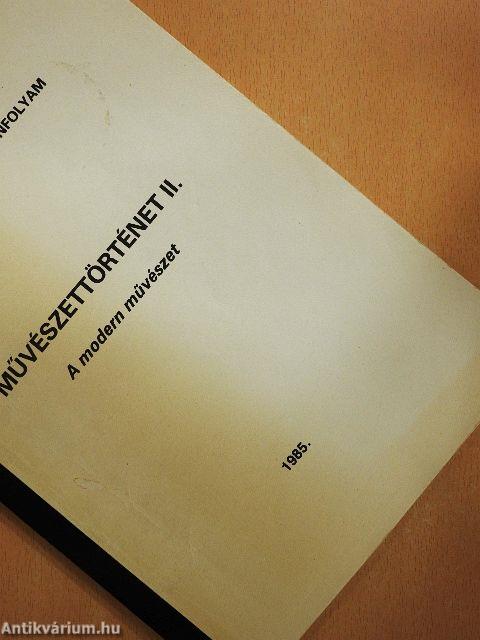 NFOLYAM
MŰVÉSZETTÖRTÉNET II.
A modern művészet
1985.
Antikvárium.hu